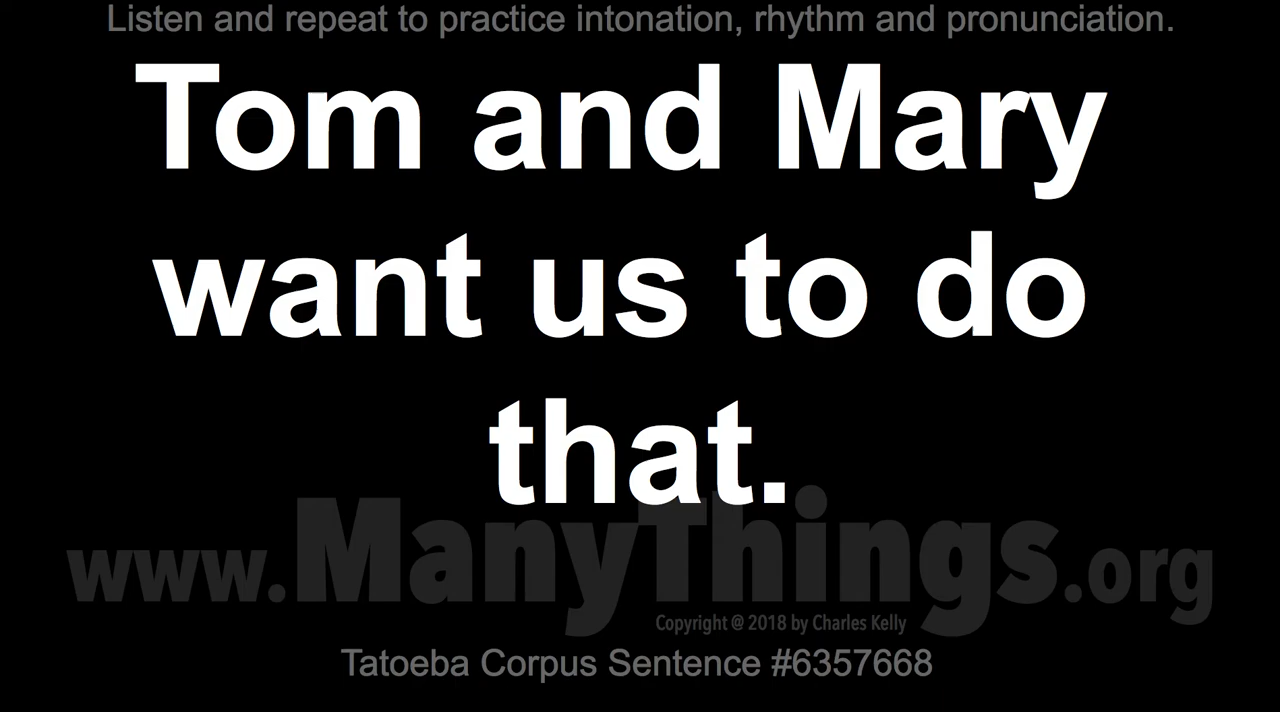 Listen and repeat to practice intonation, rhythm and pronunciation.
Tom and Mary
want us to do
that.
www.ManyThings.org
Copyright @ 2018 by Charles Kelly
Tatoeba Corpus Sentence #6357668